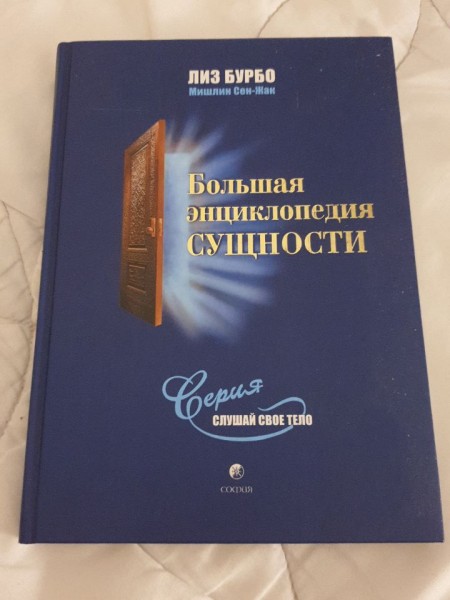 ЛИЗ БУРБО
Мишлин Сен-Жак
Большая
энциклопедия
СУЩНОСТИ
Серия
СЛУШАЙ СВОЕ ТЕЛО
СОФИЯ